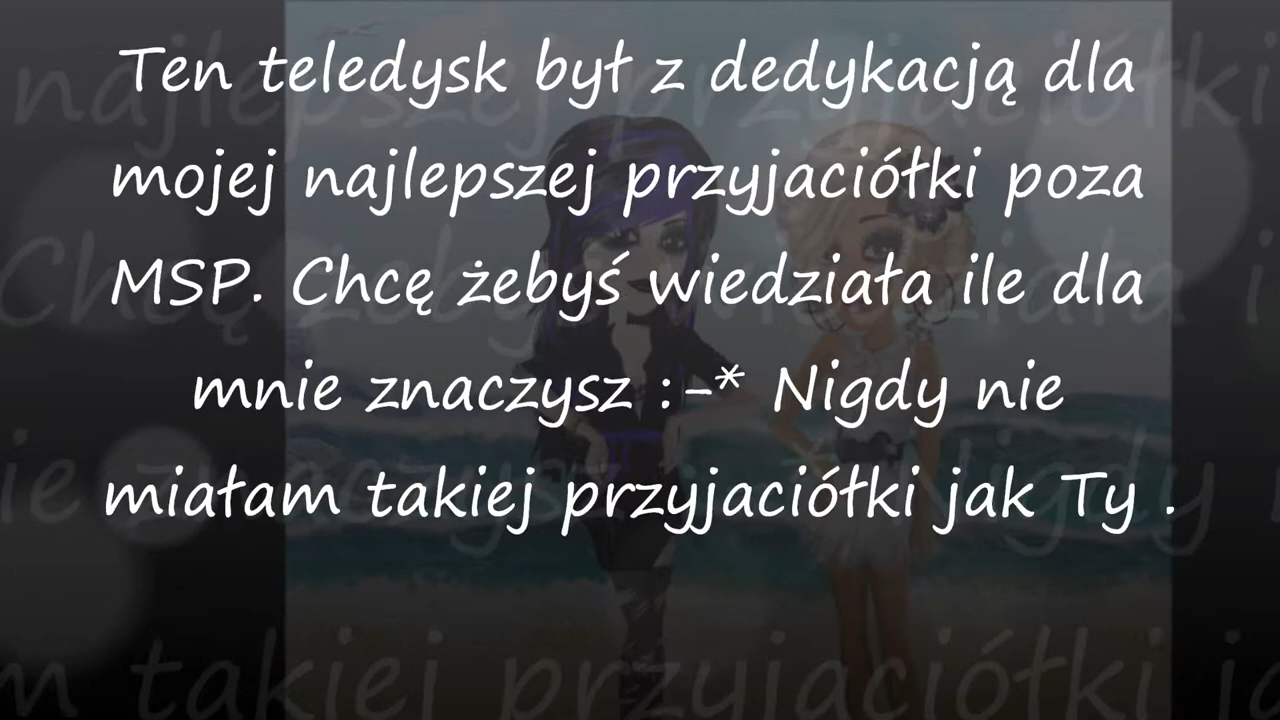 Ten teledysk był z dedykacją dla
mojej najlepszej przyjaciółki poza
MSP. Chcę żebyś wiedziała ile dla
mnie znaczysz :-* Nigdy nie
miałam takiej przyjaciółki jak Ty .